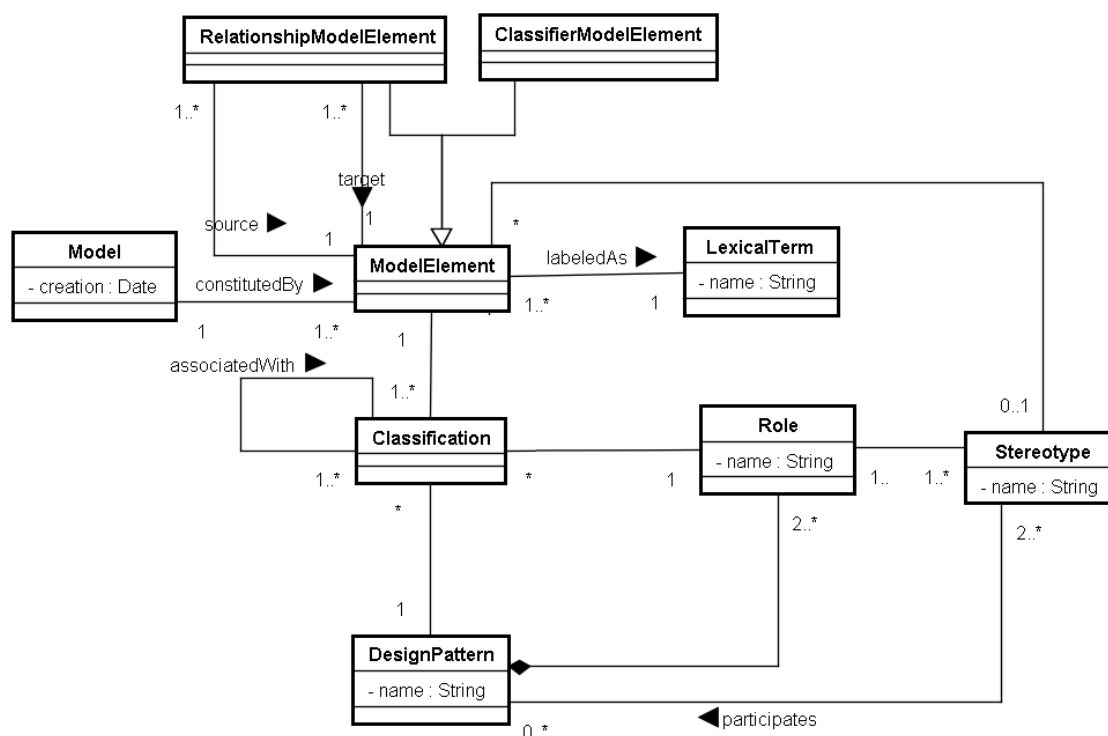 RelationshipModelElement
ClassifierModelElement
1..*
1..*
target
source
1
1
*
Model
- creation : Date
constitutedBy
1
1..*
ModelElement
labeledAs
1..*
1
LexicalTerm
- name : String
associatedWith
1
1..*
0..1
Classification
1..*
*
*
Role
- name : String
1
1..
1..*
Stereotype
- name : String
2..*
2..*
1
DesignPattern
- name : String
0..*
participates